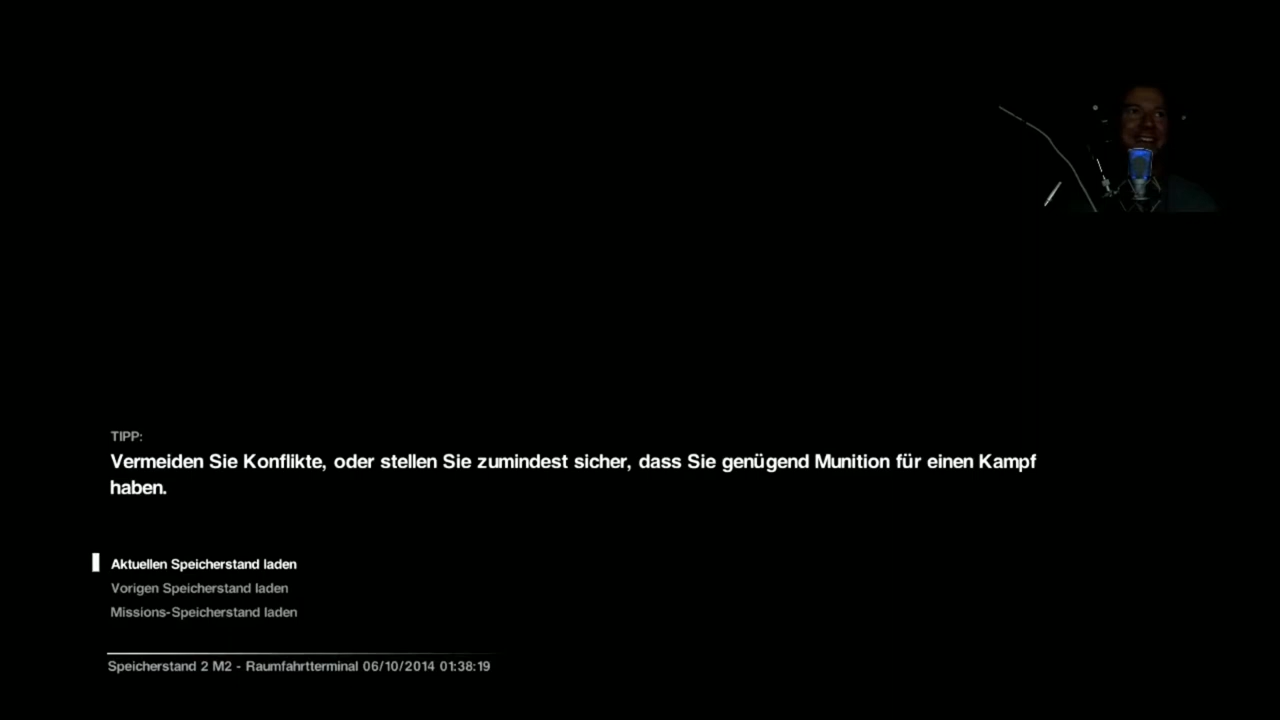 TIPP:
Vermeiden Sie Konflikte, oder stellen Sie zumindest sicher, dass Sie genügend Munition für einen Kampf
haben.
Aktuellen Speicherstand laden
Vorigen Speicherstand laden
Missions-Speicherstand laden
Speicherstand 2 M2 - Raumfahrtterminal 06/10/2014 01:38:19